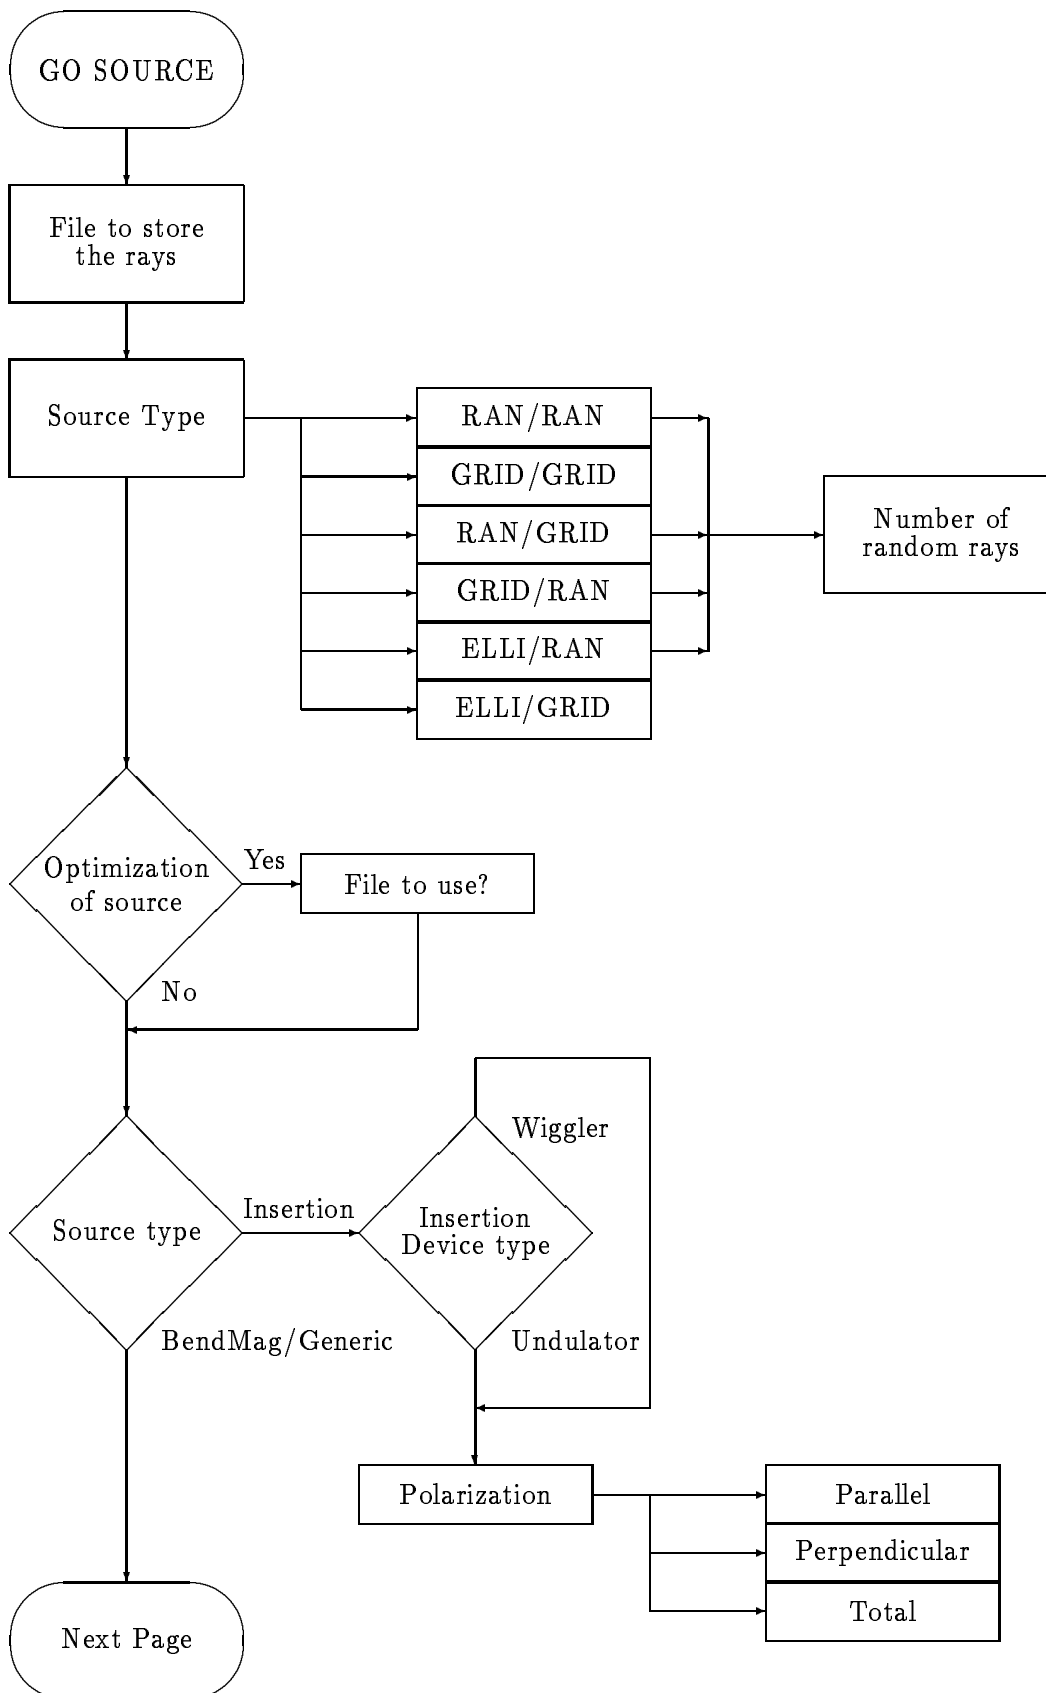 GO SOURCE
File to store
the rays
Source Type
RAN/RAN
GRID/GRID
RAN/GRID
GRID/RAN
ELLI/RAN
ELLI/GRID
Number of
random rays
Optimization
of source
Yes
File to use?
No
Source type
Insertion
Insertion
Device type
Wiggler
BendMag/Generic
Undulator
Polarization
Parallel
Perpendicular
Total
Next Page